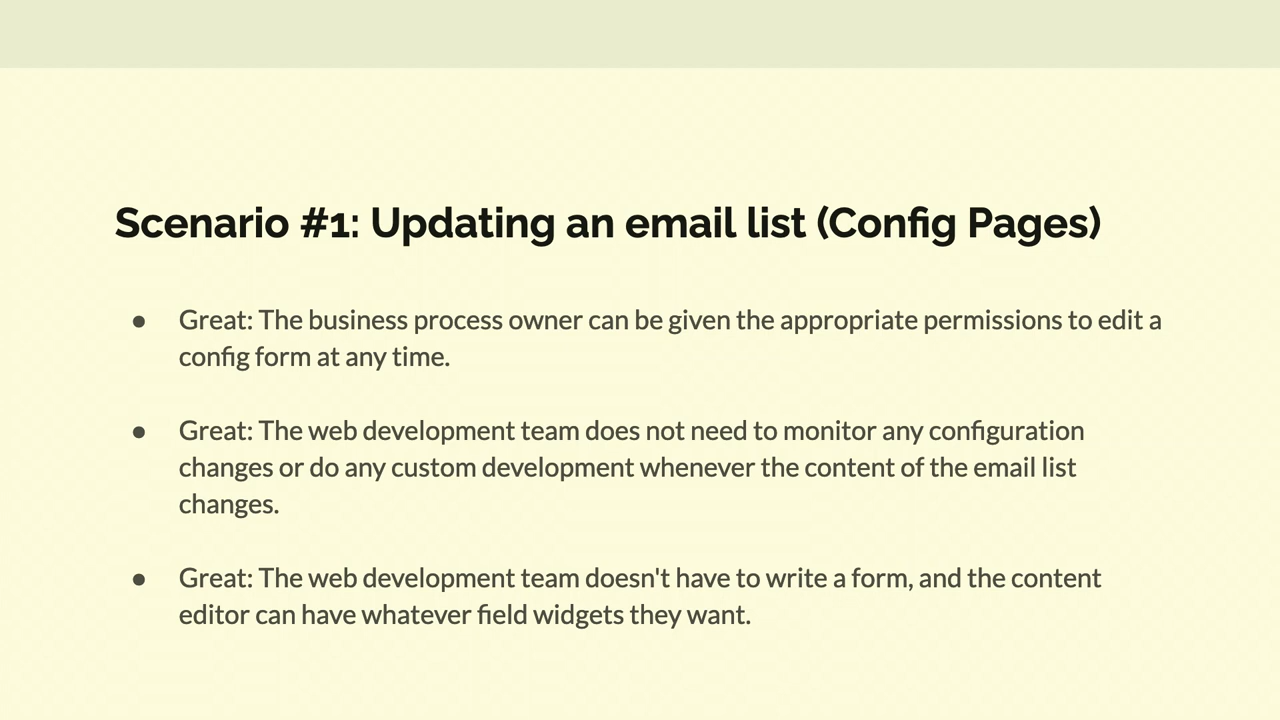 Scenario #1: Updating an email list (Config Pages)
● Great: The business process owner can be given the appropriate permissions to edit a
config form at any time.
● Great: The web development team does not need to monitor any configuration
changes or do any custom development whenever the content of the email list
changes.
● Great: The web development team doesn't have to write a form, and the content
editor can have whatever field widgets they want.